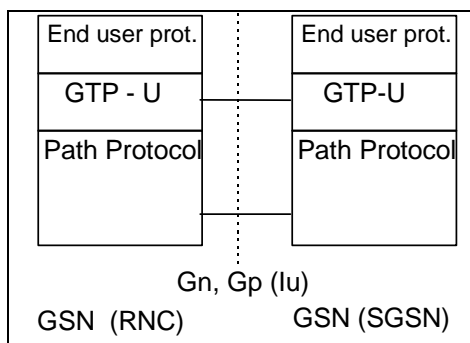 End user prot.
End user prot.
GTP - U
GTP-U
Path Protocol
Path Protocol
Gn, Gp (Iu)
GSN (RNC)
GSN (SGSN)